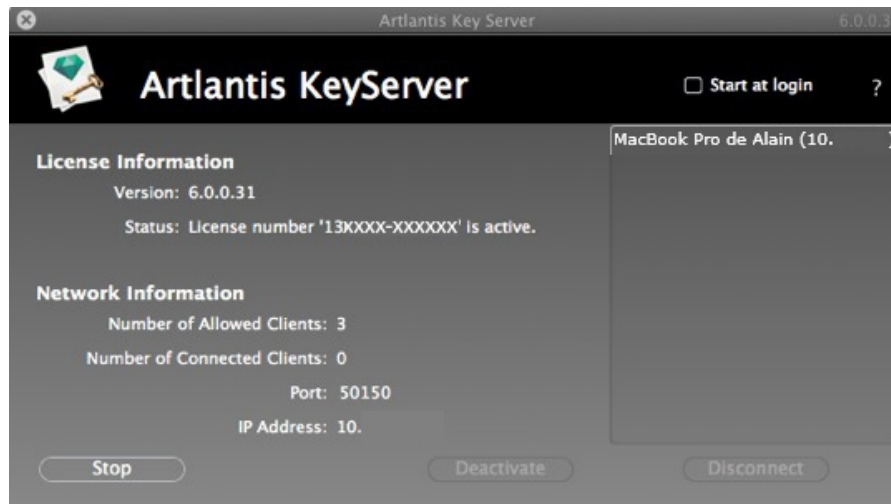 Artlantis Key Server 6.0.0.3
Artlantis KeyServer
Start at login ?
MacBook Pro de Alain (10.
License Information
Version: 6.0.0.31
Status: License number '13XXXX-XXXXXX' is active.
Network Information
Number of Allowed Clients: 3
Number of Connected Clients: 0
Port: 50150
IP Address: 10.
Stop Deactivate Disconnect